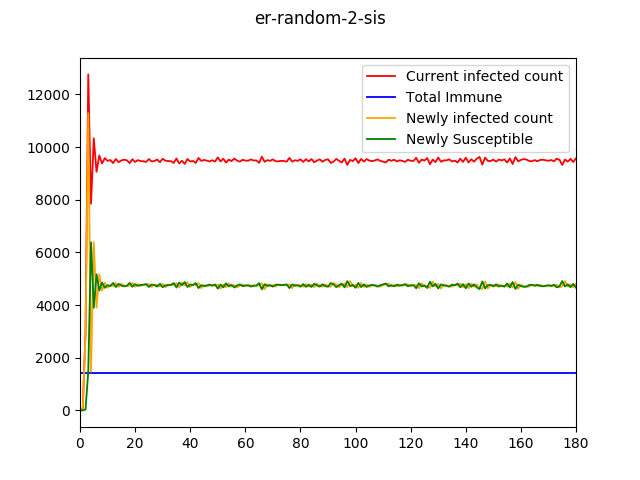 er-random-2-sis
Current infected count
Total Immune
Newly infected count
Newly Susceptible
12000
10000
8000
6000
4000
2000
0
0 20 40 60 80 100 120 140 160 180